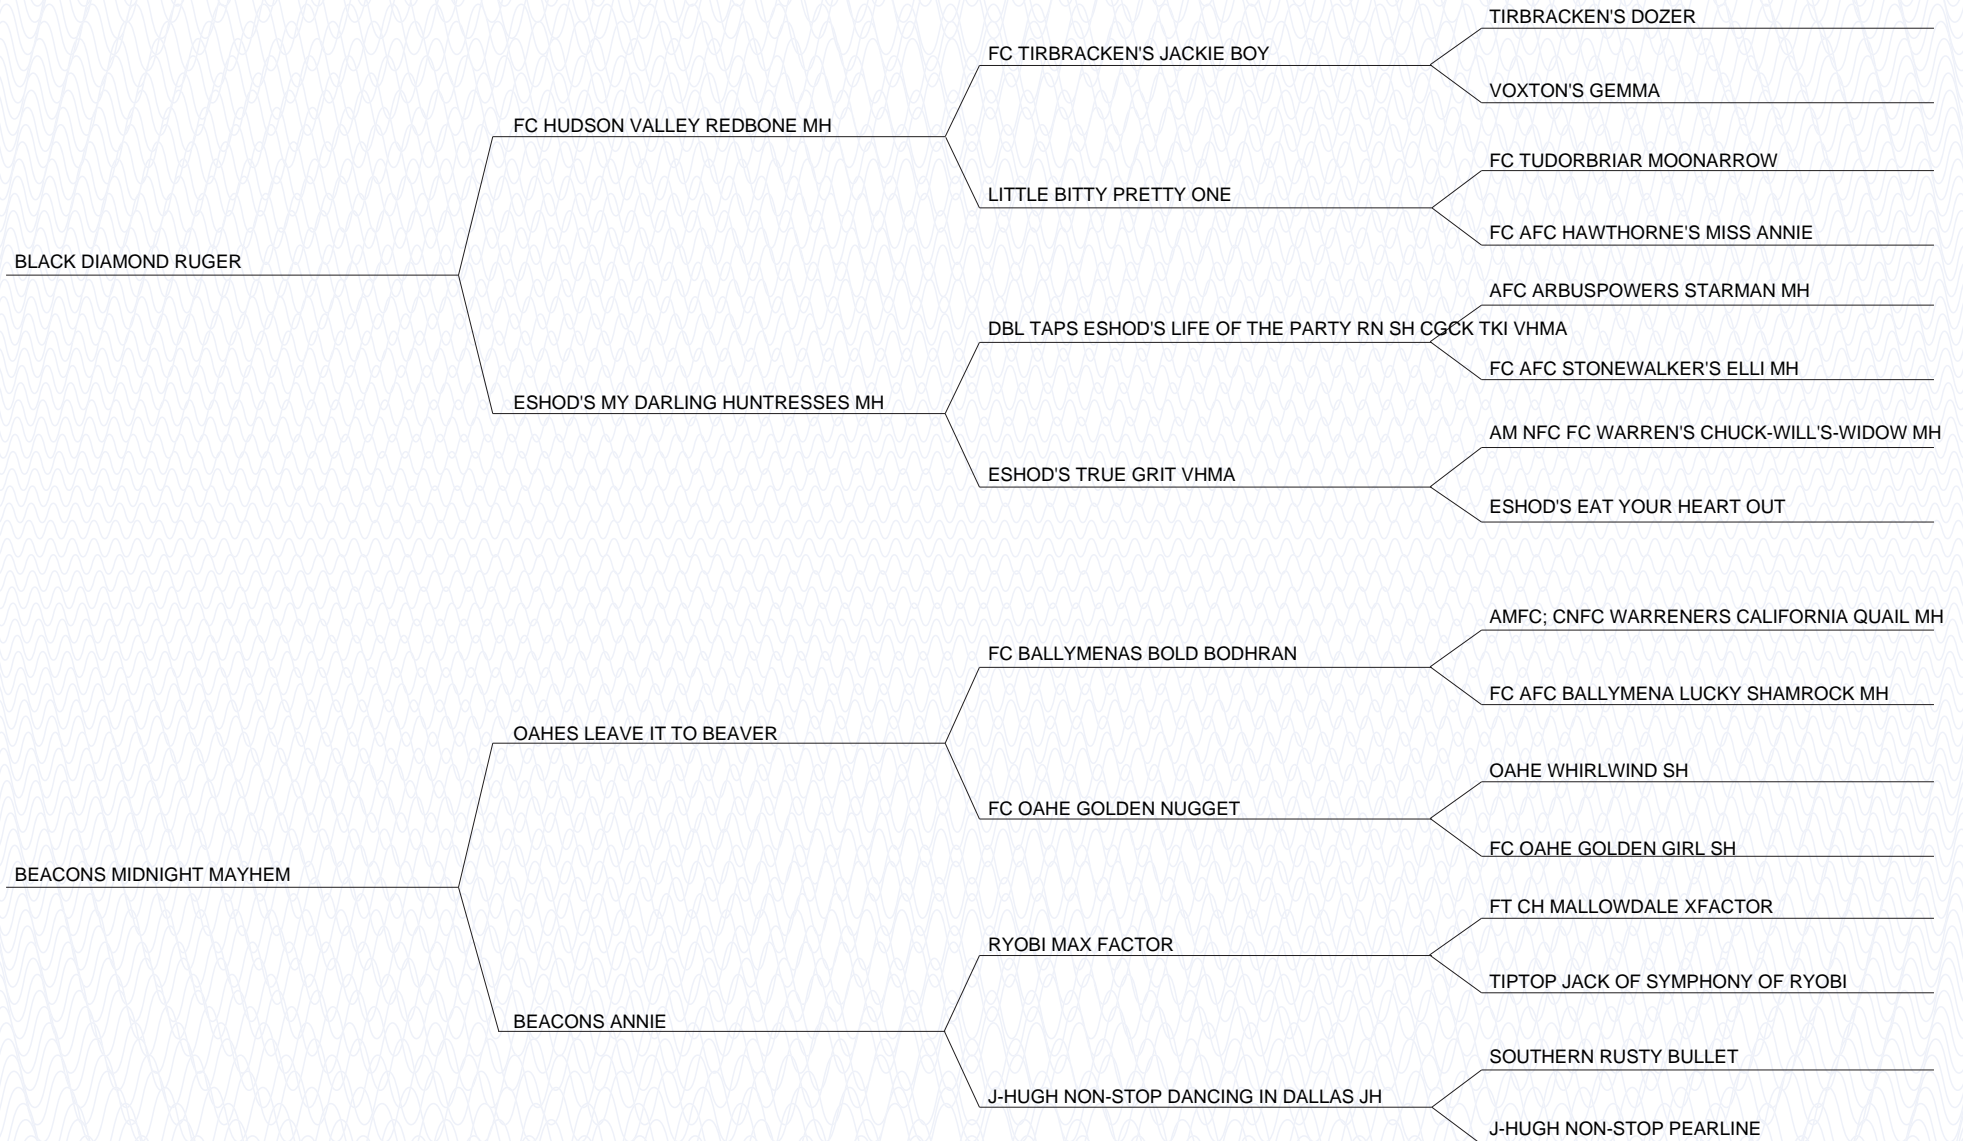 BLACK DIAMOND RUGER
FC HUDSON VALLEY REDBONE MH
FC TIRBRACKEN'S JACKIE BOY
TIRBRACKEN'S DOZER
VOXTON'S GEMMA
LITTLE BITTY PRETTY ONE
FC TUDORBRIAR MOONARROW
FC AFC HAWTHORNE'S MISS ANNIE
ESHOD'S MY DARLING HUNTRESSES MH
DBL TAPS ESHOD'S LIFE OF THE PARTY RN SH CGCK TKI VHMA
AFC ARBUSPOWERS STARMAN MH
FC AFC STONEWALKER'S ELLI MH
ESHOD'S TRUE GRIT VHMA
AM NFC FC WARREN'S CHUCK-WILL'S-WIDOW MH
ESHOD'S EAT YOUR HEART OUT
BEACONS MIDNIGHT MAYHEM
OAHES LEAVE IT TO BEAVER
FC BALLYMENAS BOLD BODHRAN
AMFC; CNFC WARRENERS CALIFORNIA QUAIL MH
FC AFC BALLYMENA LUCKY SHAMROCK MH
FC OAHE GOLDEN NUGGET
OAHE WHIRLWIND SH
FC OAHE GOLDEN GIRL SH
BEACONS ANNIE
RYOBI MAX FACTOR
FT CH MALLOWDALE XFACTOR
TIPTOP JACK OF SYMPHONY OF RYOBI
J-HUGH NON-STOP DANCING IN DALLAS JH
SOUTHERN RUSTY BULLET
J-HUGH NON-STOP PEARLINE